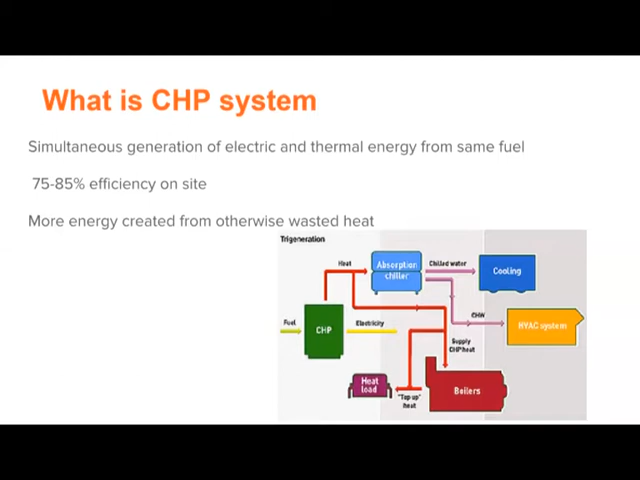 What is CHP system
Simultaneous generation of electric and thermal energy from same fuel
75-85% efficiency on site
More energy created from otherwise wasted heat
Trigeneration
Heat
Absorption
chiller
Chilled water
Cooling
Fuel
CHP
Electricity
CHW
HVAC system
Supply
CHP heat
Heat
load
"Top up"
heat
Boilers